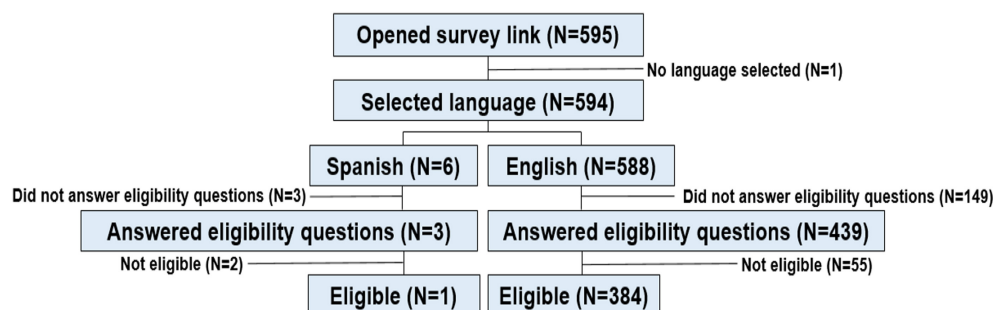 Opened survey link (N=595)
No language selected (N=1)
Selected language (N=594)
Spanish (N=6)
English (N=588)
Did not answer eligibility questions (N=3)
Did not answer eligibility questions (N=149)
Answered eligibility questions (N=3)
Answered eligibility questions (N=439)
Not eligible (N=2)
Not eligible (N=55)
Eligible (N=1)
Eligible (N=384)